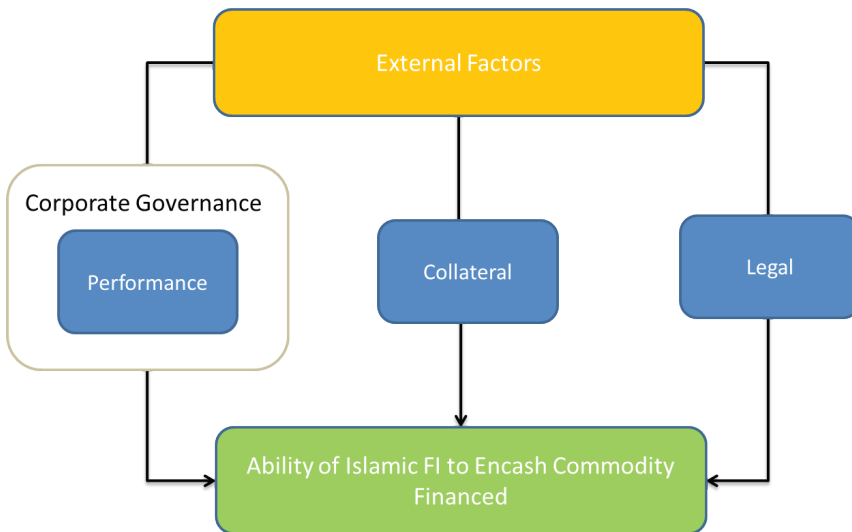 External Factors
Corporate Governance
Performance
Collateral
Legal
Ability of Islamic FI to Encash Commodity
Financed